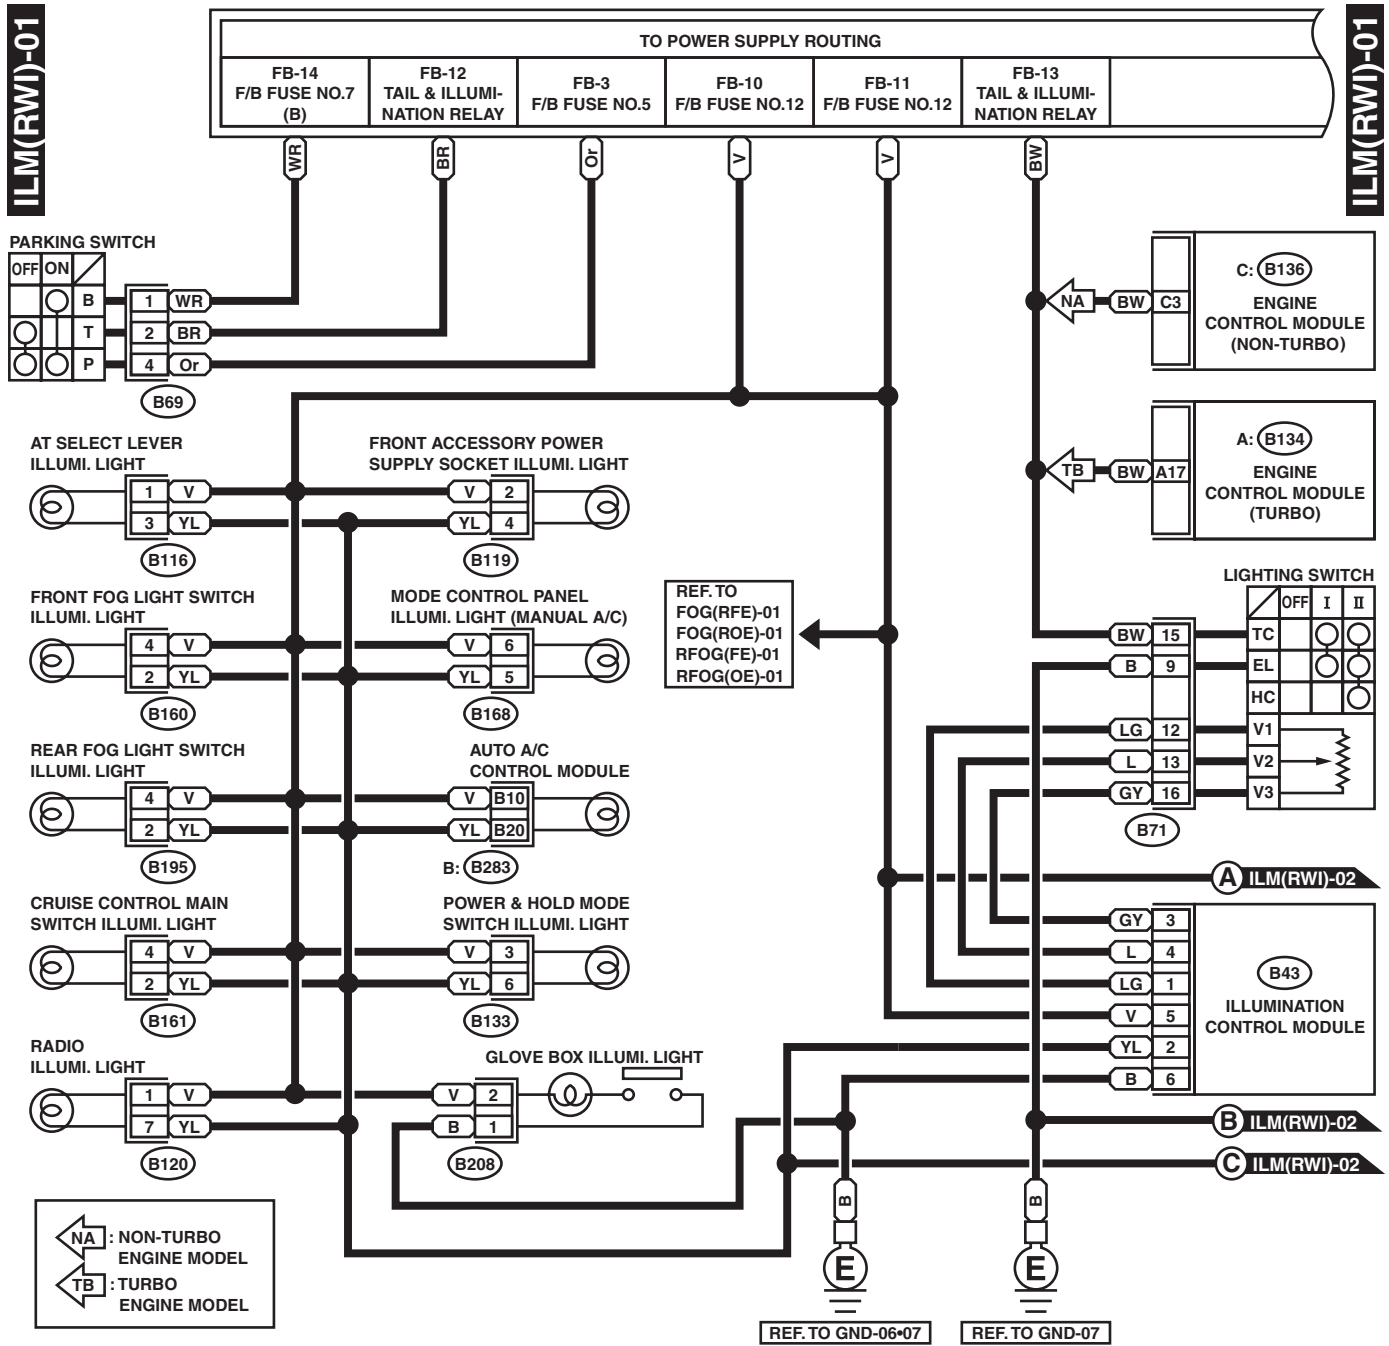 ILM(RWI)-01
ILM(RWI)-01
TO POWER SUPPLY ROUTING
FB-14
F/B FUSE NO.7
(B)
FB-12
TAIL & ILLUMI-
NATION RELAY
FB-3
F/B FUSE NO.5
FB-10
F/B FUSE NO.12
FB-11
F/B FUSE NO.12
FB-13
TAIL & ILLUMI-
NATION RELAY
WR
BR
Or
V
V
BW
PARKING SWITCH
OFF ON
B 1 WR
T 2 BR
P 4 Or
B69
NA BW C3
C: B136
ENGINE
CONTROL MODULE
(NON-TURBO)
TB BW A17
A: B134
ENGINE
CONTROL MODULE
(TURBO)
AT SELECT LEVER
ILLUMI. LIGHT
1 V
3 YL
B116
FRONT ACCESSORY POWER
SUPPLY SOCKET ILLUMI. LIGHT
V 2
YL 4
B119
FRONT FOG LIGHT SWITCH
ILLUMI. LIGHT
4 V
2 YL
B160
MODE CONTROL PANEL
ILLUMI. LIGHT (MANUAL A/C)
V 6
YL 5
B168
REF. TO
FOG(RFE)-01
FOG(ROE)-01
RFOG(FE)-01
RFOG(OE)-01
LIGHTING SWITCH
OFF I II
BW 15 TC
B 9 EL
HC
LG 12 V1
L 13 V2
GY 16 V3
B71
REAR FOG LIGHT SWITCH
ILLUMI. LIGHT
4 V
2 YL
B195
AUTO A/C
CONTROL MODULE
V B10
YL B20
B: B283
A ILM(RWI)-02
CRUISE CONTROL MAIN
SWITCH ILLUMI. LIGHT
4 V
2 YL
B161
POWER & HOLD MODE
SWITCH ILLUMI. LIGHT
V 3
YL 6
B133
GY 3
L 4
LG 1
V 5
YL 2
B 6
B43
ILLUMINATION
CONTROL MODULE
RADIO
ILLUMI. LIGHT
1 V
7 YL
B120
GLOVE BOX ILLUMI. LIGHT
V 2
B 1
B208
B ILM(RWI)-02
C ILM(RWI)-02
NA : NON-TURBO
ENGINE MODEL
TB : TURBO
ENGINE MODEL
B
B
E
E
REF. TO GND-06•07
REF. TO GND-07